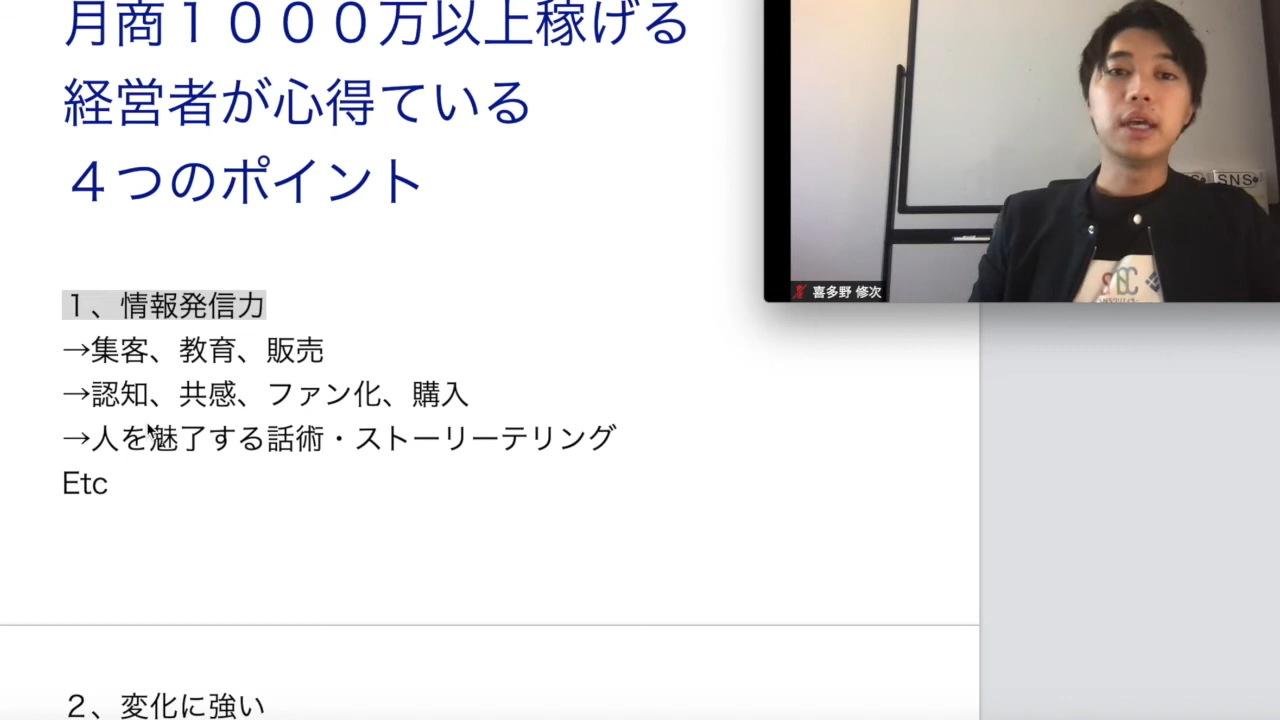 月商１０００万以上稼げる
経営者が心得ている
４つのポイント
１、情報発信力
→集客、教育、販売
→認知、共感、ファン化、購入
→人を魅了する話術・ストーリーテリング
Etc
２、変化に強い
喜多野 修次
SNS